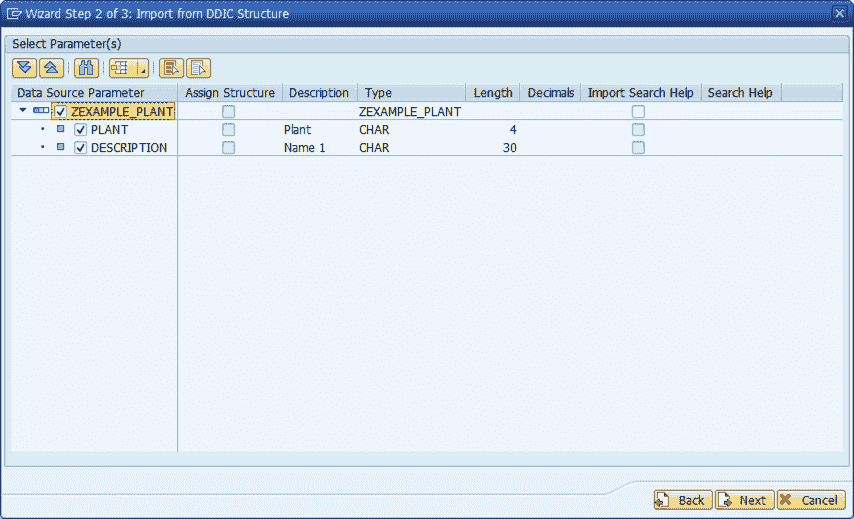 Wizard Step 2 of 3: Import from DDIC Structure
Select Parameter(s)
Data Source Parameter Assign Structure Description Type Length Decimals Import Search Help Search Help
ZEXAMPLE_PLANT ZEXAMPLE_PLANT
PLANT Plant CHAR 4
DESCRIPTION Name 1 CHAR 30
Back Next Cancel